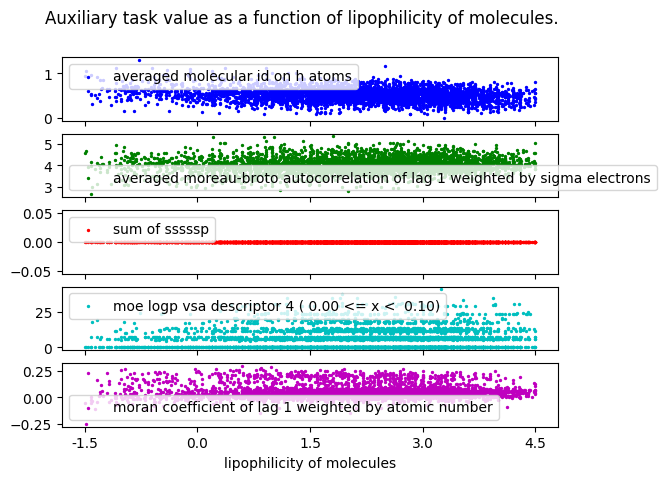 Auxiliary task value as a function of lipophilicity of molecules.
1
0
averaged molecular id on h atoms
5
4
3
averaged moreau-broto autocorrelation of lag 1 weighted by sigma electrons
0.05
0.00
−0.05
sum of sssssp
25
0
moe logp vsa descriptor 4 ( 0.00 <= x <  0.10)
0.25
0.00
−0.25
moran coefficient of lag 1 weighted by atomic number
-1.5 0.0 1.5 3.0 4.5
lipophilicity of molecules